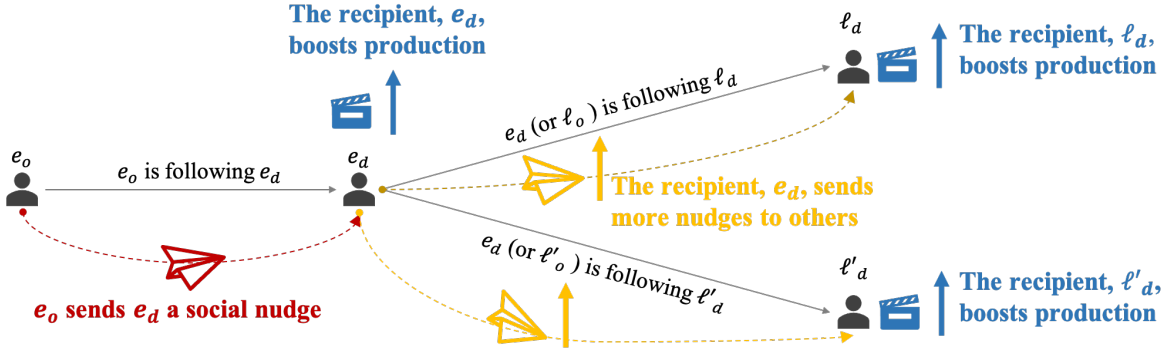 The recipient, e_d,
boosts production
ℓ_d
The recipient, ℓ_d,
boosts production
e_d (or ℓ_o) is following ℓ_d
e_o
e_o is following e_d
e_d
The recipient, e_d, sends
more nudges to others
e_d (or ℓ'_o) is following ℓ'_d
e_o sends e_d a social nudge
ℓ'_d
The recipient, ℓ'_d,
boosts production